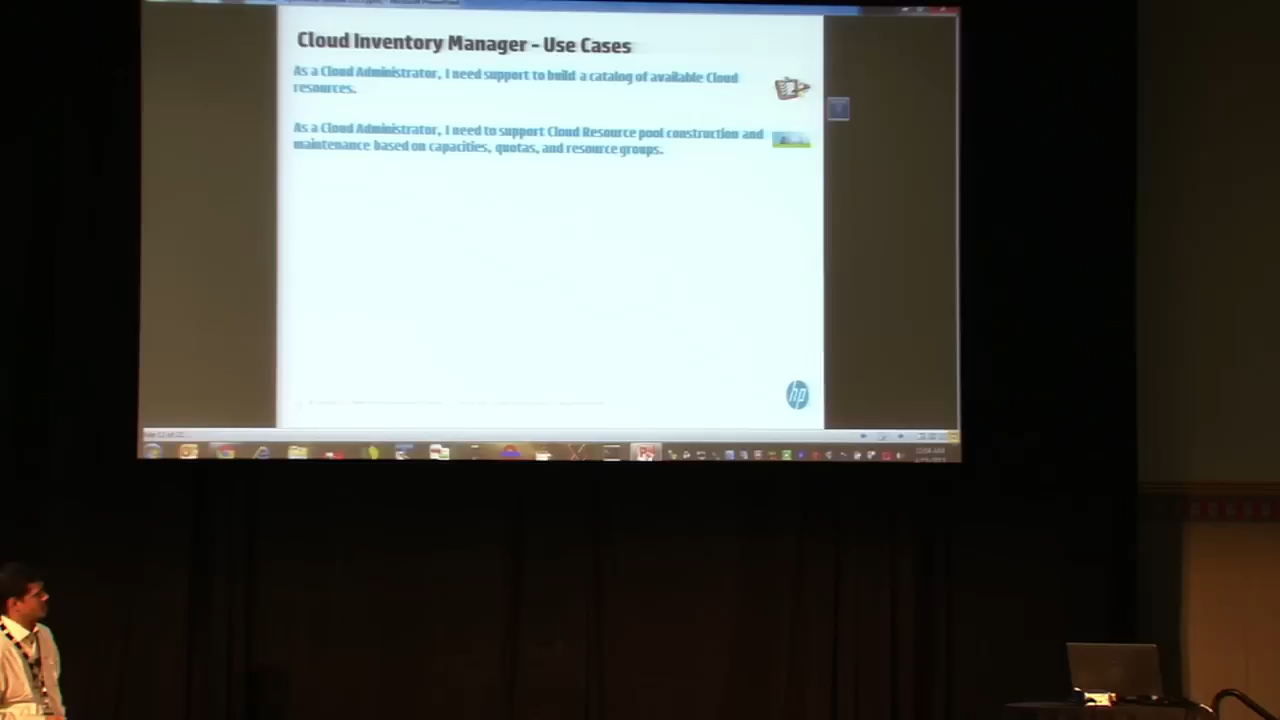 Cloud Inventory Manager - Use Cases
As a Cloud Administrator, I need support to build a catalog of available Cloud
resources.
As a Cloud Administrator, I need to support Cloud Resource pool construction and
maintenance based on capacities, quotas, and resource groups.
hp